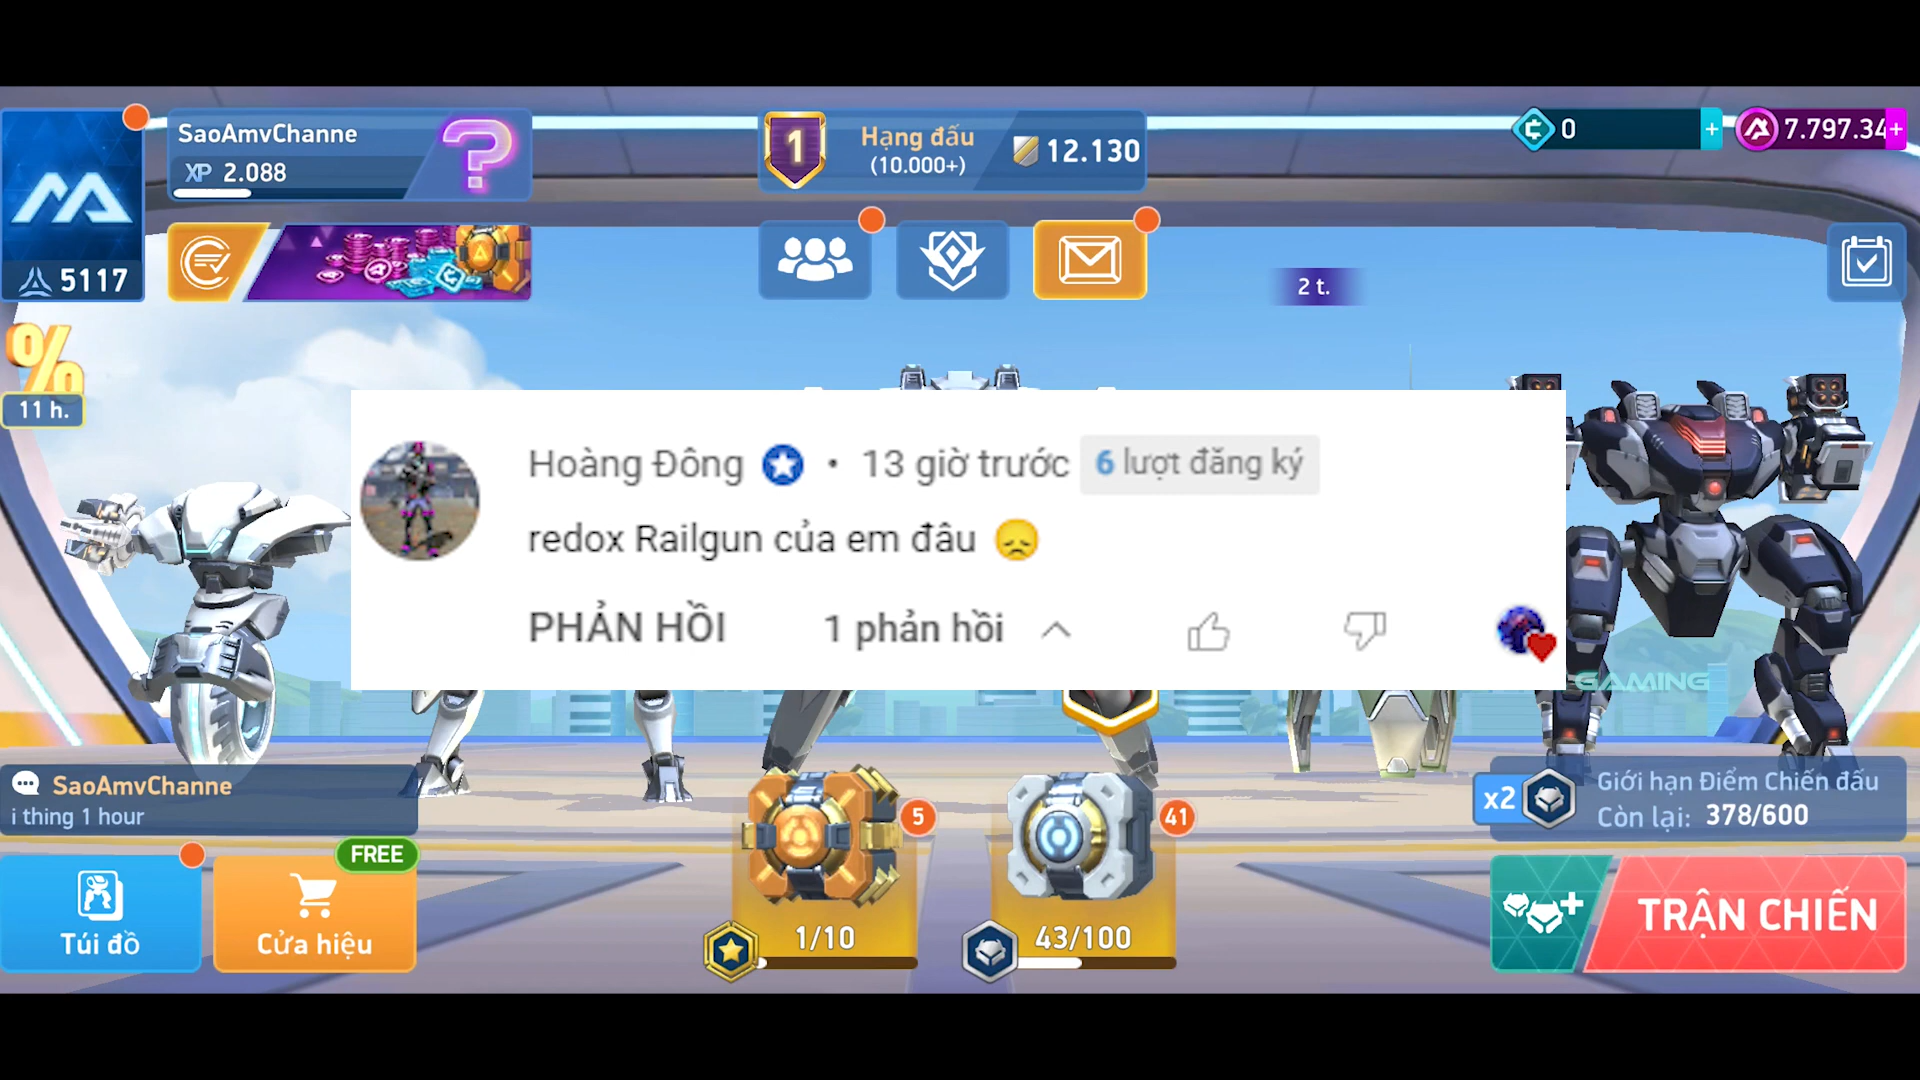 SaoAmvChanne
XP 2.088
1
Hạng đấu
(10.000+)
12.130
0
+
7.797.34
+
5117
2 t.
%
11 h.
Hoàng Đông • 13 giờ trước 6 lượt đăng ký
redox Railgun của em đâu 😞
PHẢN HỒI 1 phản hồi
GAMING
SaoAmvChanne
i thing 1 hour
5
41
x2
Giới hạn Điểm Chiến đấu
Còn lại: 378/600
FREE
Túi đồ
Cửa hiệu
1/10
43/100
TRẬN CHIẾN